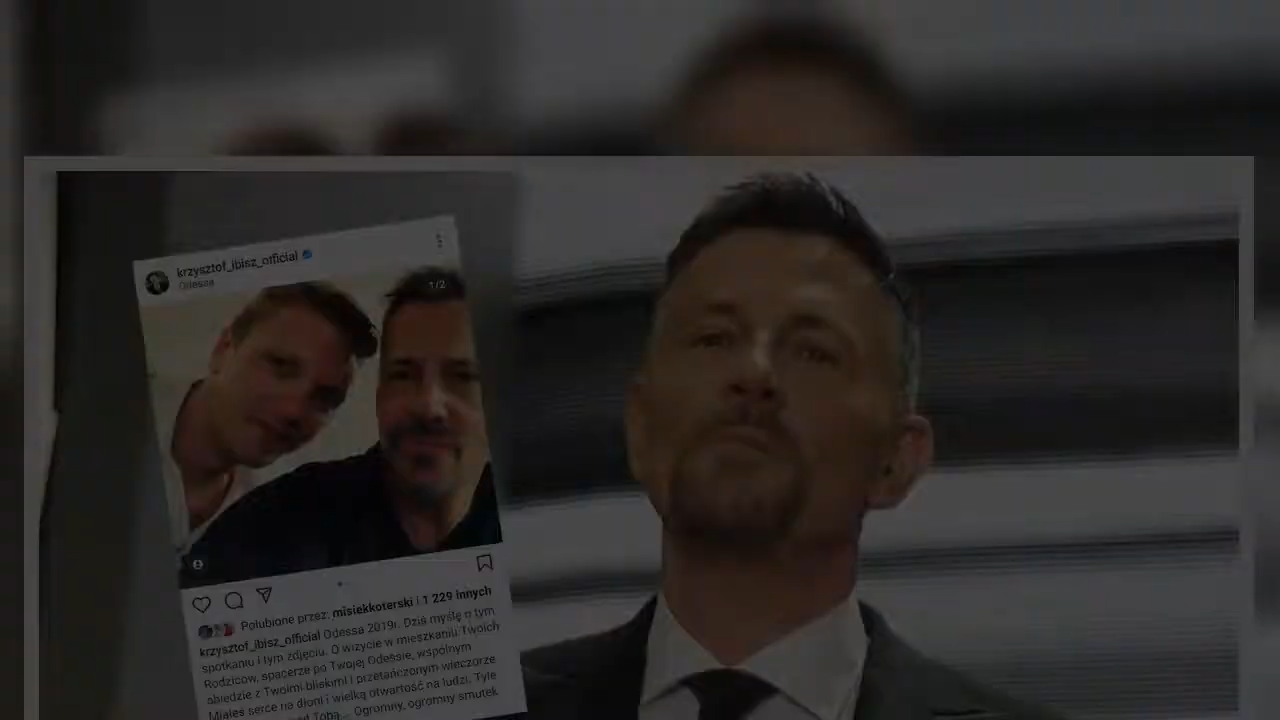 krzysztof_ibisz_official
Odessa
1/2
Polubione przez: misiekkoterski i 1 229 innych
krzysztof_ibisz_official Odessa 2019r. Dziś myślę o tym
spotkaniu i tym zdjęciu. O wizycie w mieszkaniu Twoich
Rodziców, spacerze po Twojej Odessie, wspólnym
obiedzie z Twoimi bliskimi i przetańczonym wieczorze
Miałeś serce na dłoni i wielką otwartość na ludzi. Tyle
Tobą... Ogromny, ogromny smutek